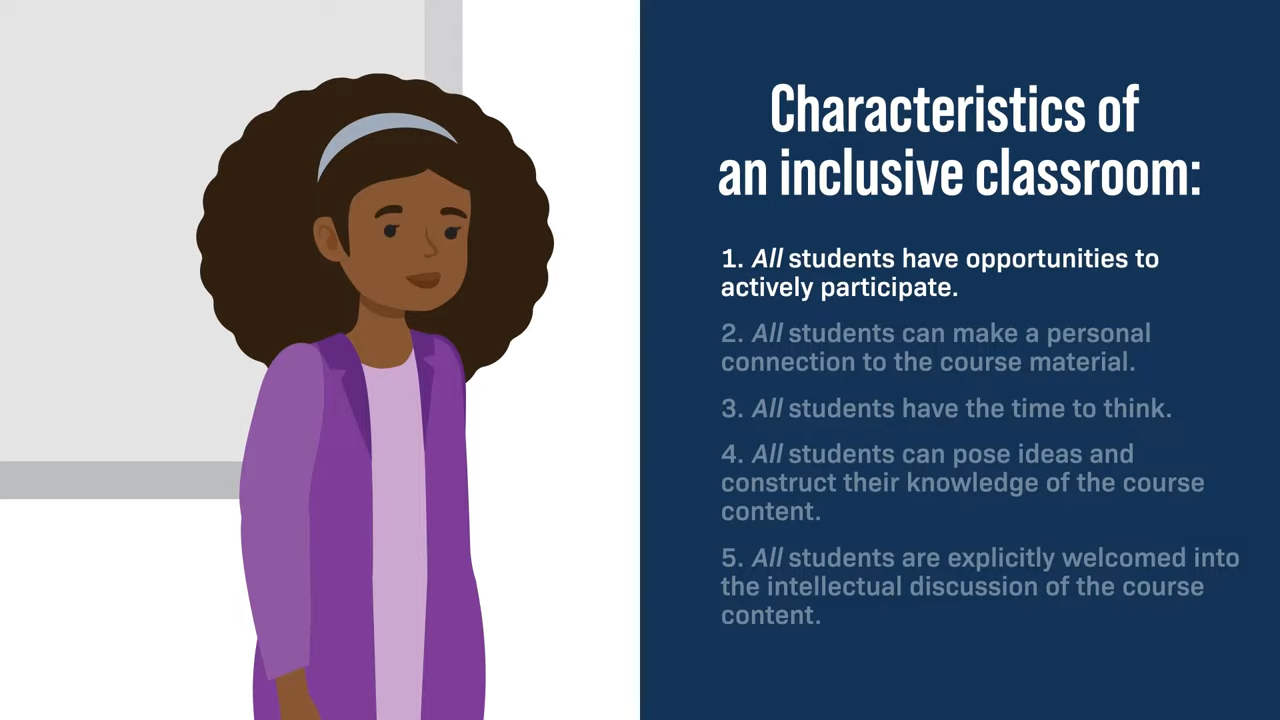 Characteristics of
an inclusive classroom:
1. All students have opportunities to
actively participate.
2. All students can make a personal
connection to the course material.
3. All students have the time to think.
4. All students can pose ideas and
construct their knowledge of the course
content.
5. All students are explicitly welcomed into
the intellectual discussion of the course
content.